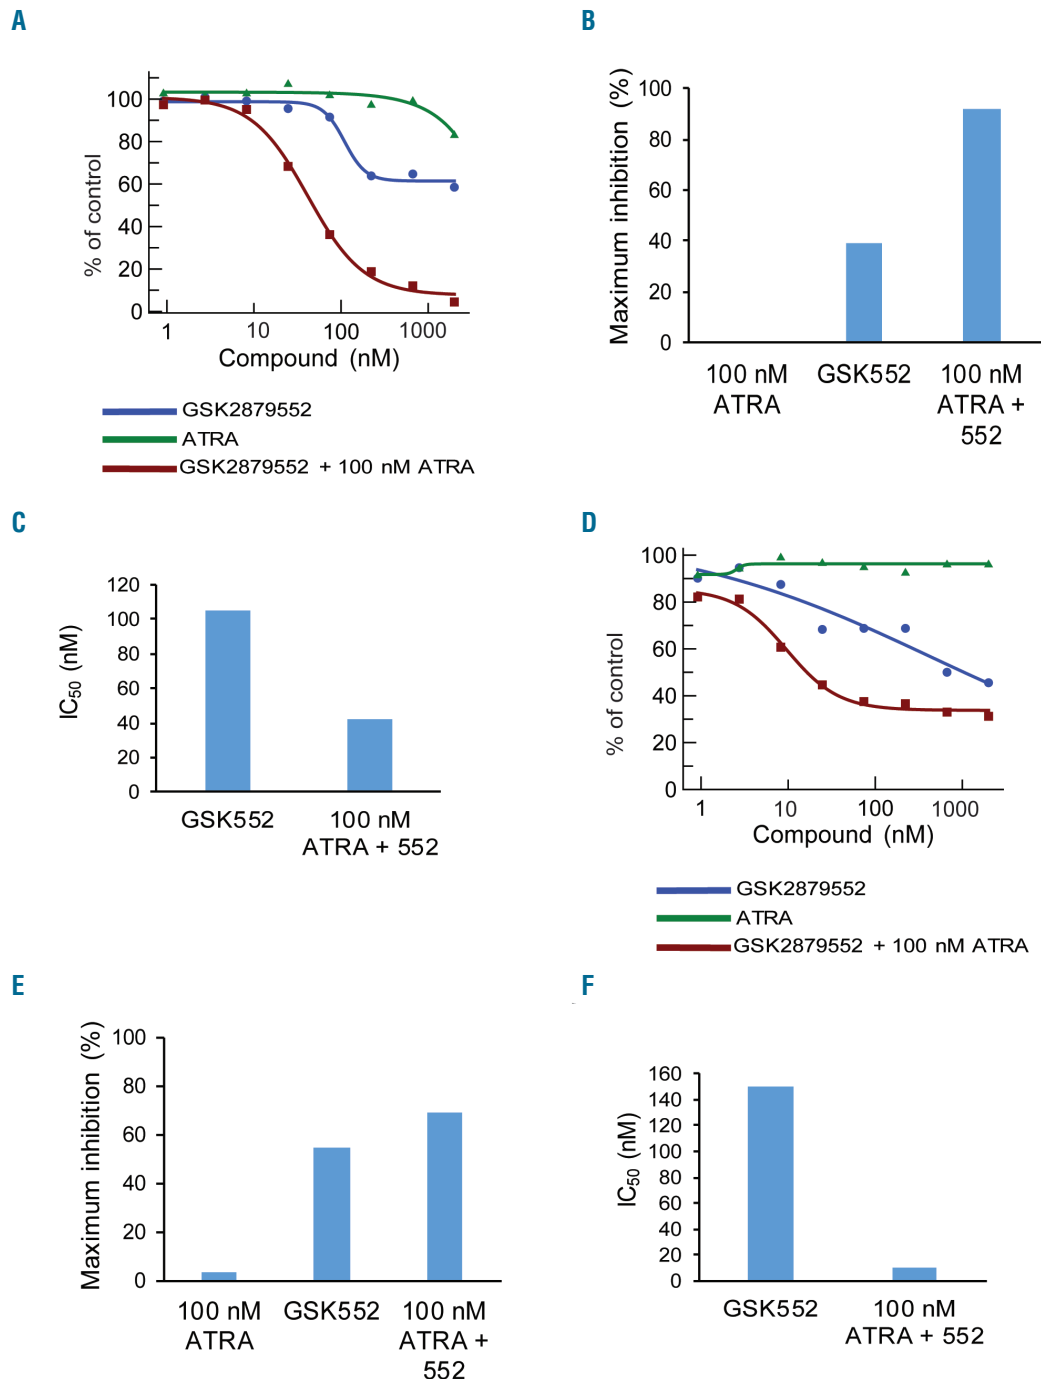 A
% of control
100
80
60
40
20
0
1 10 100 1000
Compound (nM)
GSK2879552
ATRA
GSK2879552 + 100 nM ATRA
B
Maximum inhibition (%)
100
80
60
40
20
0
100 nM ATRA
GSK552
100 nM ATRA + 552
C
IC50 (nM)
120
100
80
60
40
20
0
GSK552
100 nM ATRA + 552
D
% of control
100
80
60
40
20
0
1 10 100 1000
Compound (nM)
GSK2879552
ATRA
GSK2879552 + 100 nM ATRA
E
Maximum inhibition (%)
100
80
60
40
20
0
100 nM ATRA
GSK552
100 nM ATRA + 552
F
IC50 (nM)
160
140
120
100
80
60
40
20
0
GSK552
100 nM ATRA + 552